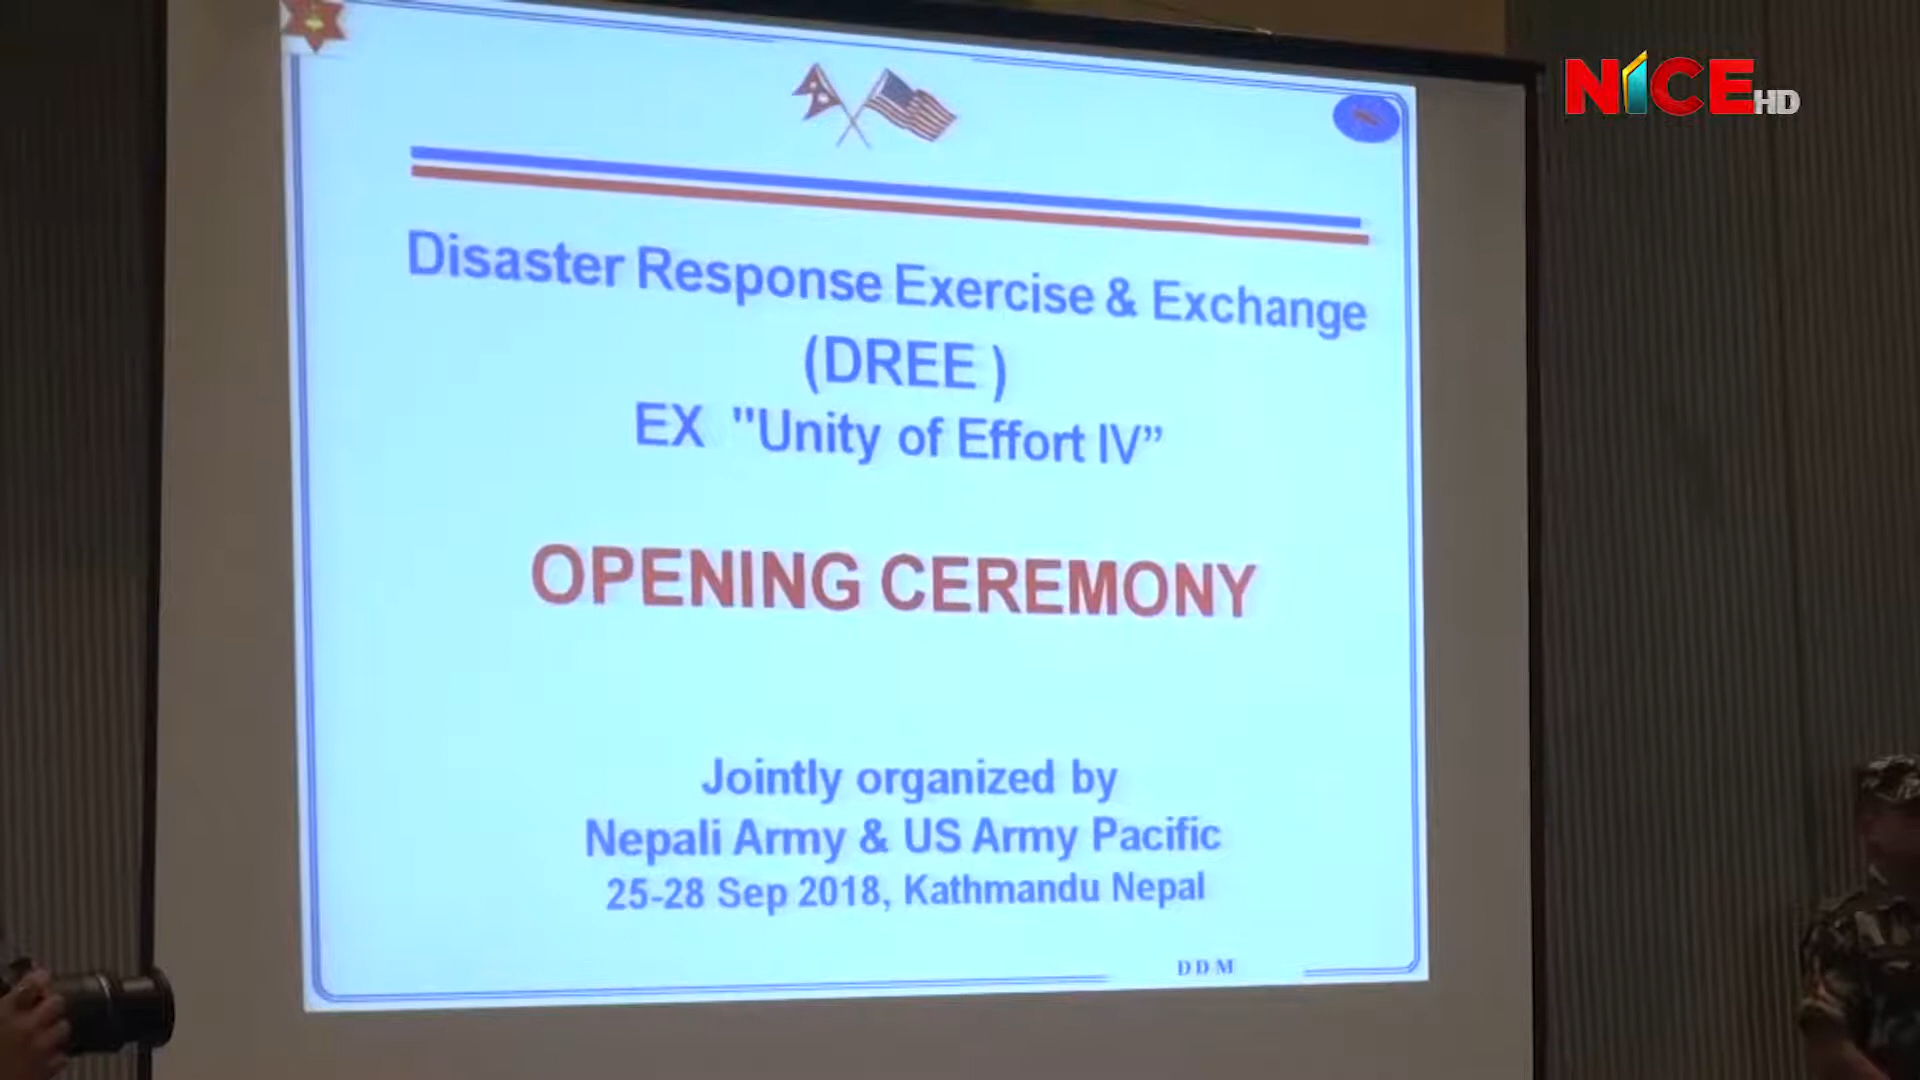 NICE HD
Disaster Response Exercise & Exchange
(DREE )
EX "Unity of Effort IV”
OPENING CEREMONY
Jointly organized by
Nepali Army & US Army Pacific
25-28 Sep 2018, Kathmandu Nepal
DDM